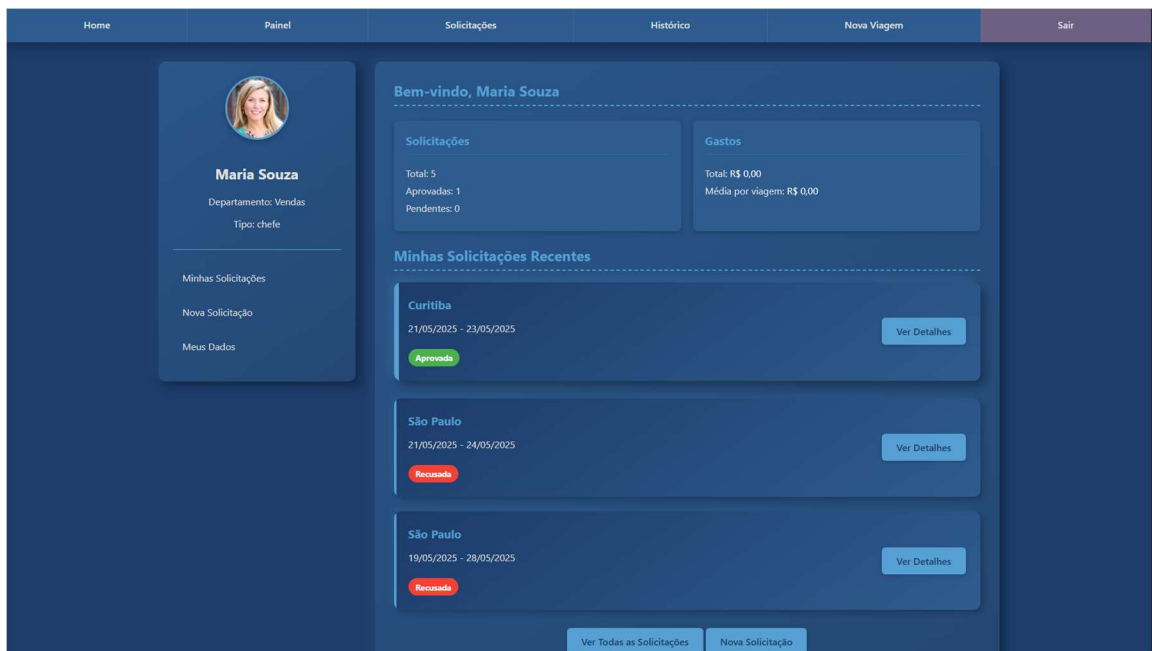 Home
Painel
Solicitações
Histórico
Nova Viagem
Sair
Maria Souza
Departamento: Vendas
Tipo: chefe
Minhas Solicitações
Nova Solicitação
Meus Dados
Bem-vindo, Maria Souza
Solicitações
Total: 5
Aprovadas: 1
Pendentes: 0
Gastos
Total: R$ 0,00
Média por viagem: R$ 0,00
Minhas Solicitações Recentes
Curitiba
21/05/2025 - 23/05/2025
Aprovada
Ver Detalhes
São Paulo
21/05/2025 - 24/05/2025
Recusada
Ver Detalhes
São Paulo
19/05/2025 - 28/05/2025
Recusada
Ver Detalhes
Ver Todas as Solicitações
Nova Solicitação